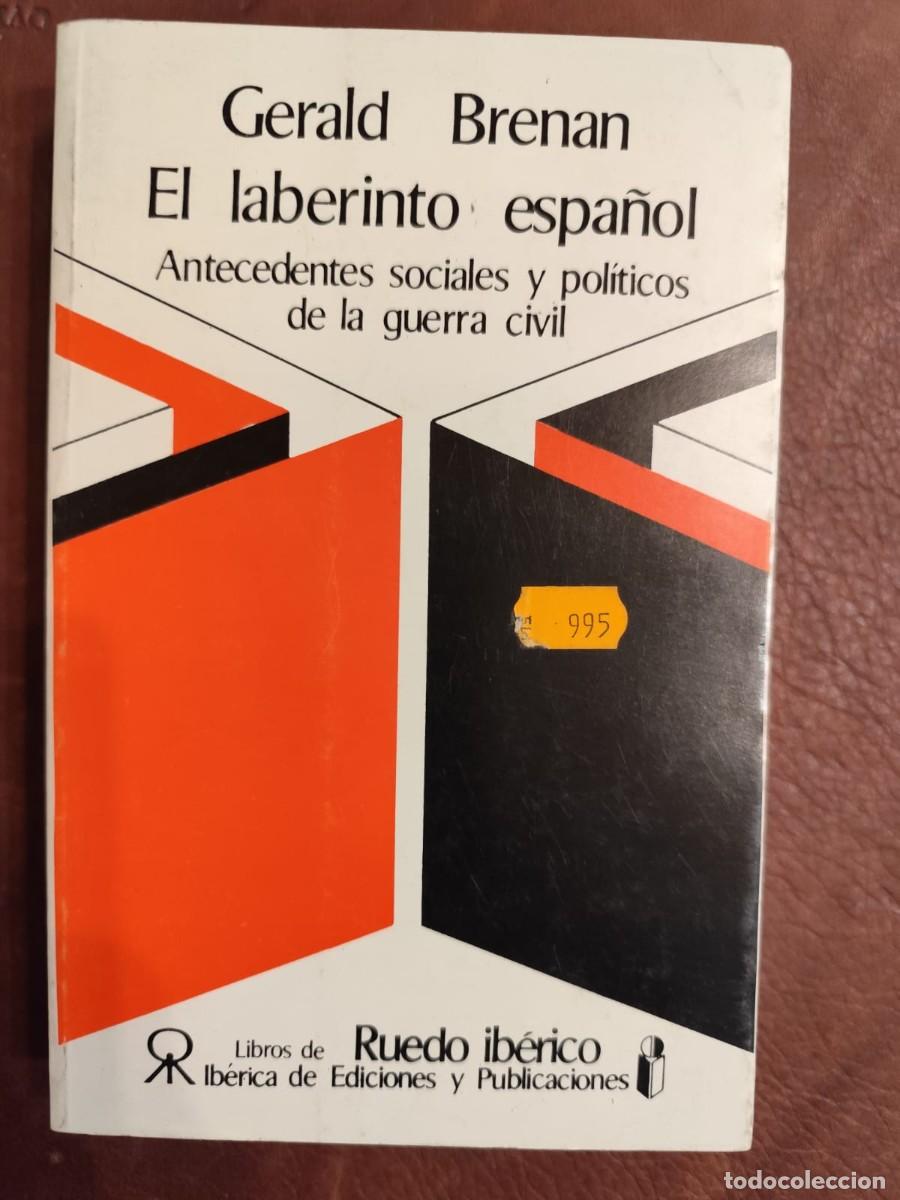 Gerald Brenan
El laberinto español
Antecedentes sociales y políticos
de la guerra civil
995
Libros de Ruedo ibérico
Ibérica de Ediciones y Publicaciones
todocoleccion